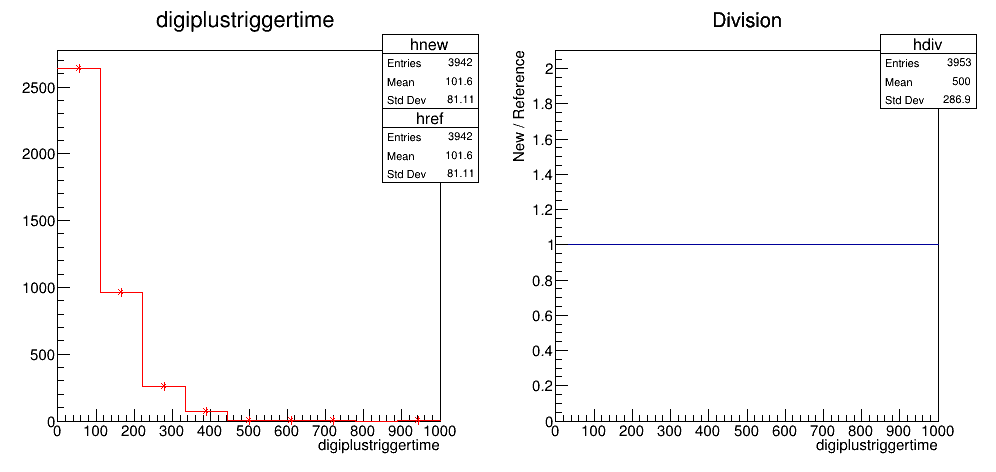 digiplustriggertime
hnew
Entries 3942
Mean 101.6
Std Dev 81.11
href
Entries 3942
Mean 101.6
Std Dev 81.11
2500
2000
1500
1000
500
0
0 100 200 300 400 500 600 700 800 900 1000
digiplustriggertime
Division
hdiv
Entries 3953
Mean 500
Std Dev 286.9
New / Reference
2
1.8
1.6
1.4
1.2
1
0.8
0.6
0.4
0.2
0
0 100 200 300 400 500 600 700 800 900 1000
digiplustriggertime